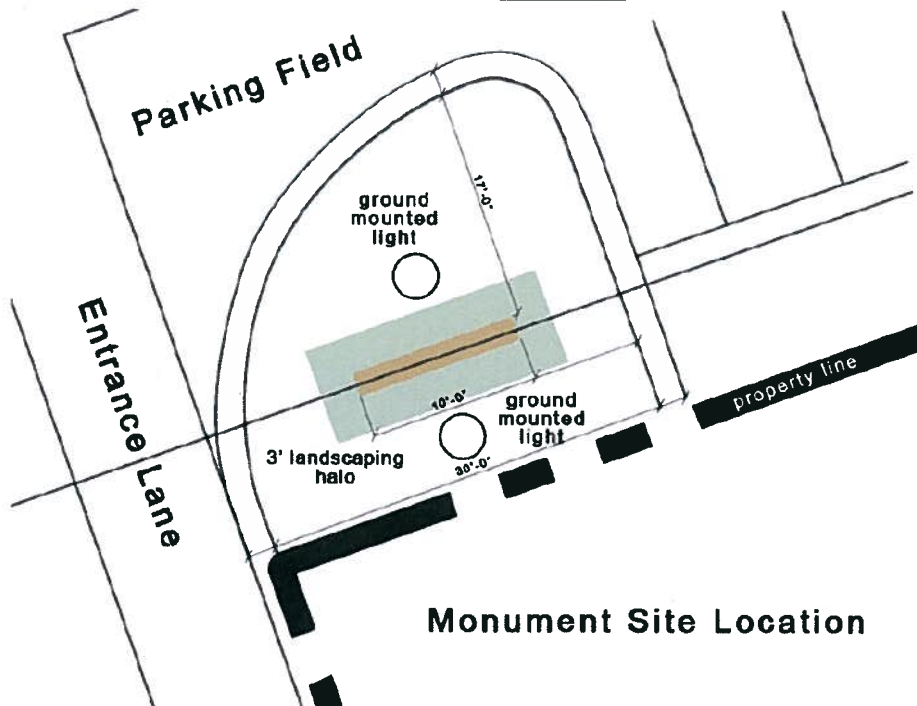 Parking Field
17'-0"
ground
mounted
light
Entrance Lane
10'-0"
ground
mounted
light
property line
3' landscaping
halo
30'-0"
Monument Site Location